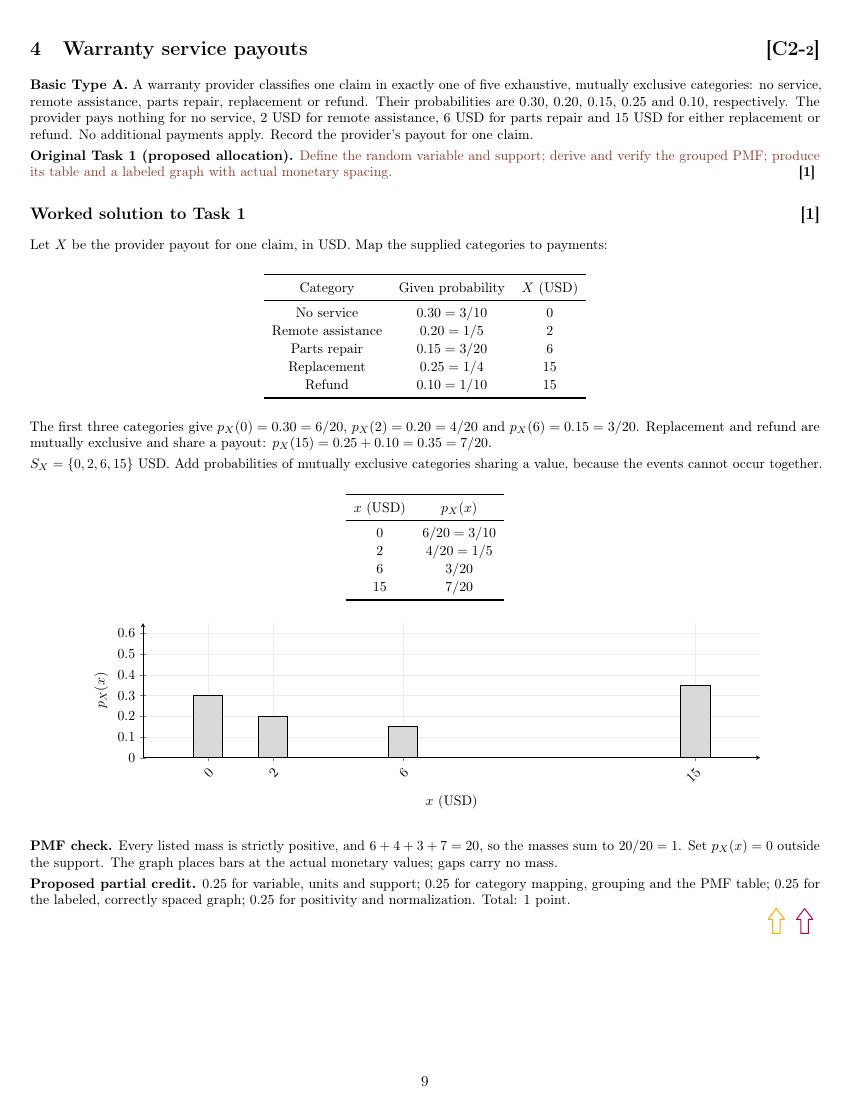 4 Warranty service payouts [C2-2]
Basic Type A. A warranty provider classifies one claim in exactly one of five exhaustive, mutually exclusive categories: no service,
remote assistance, parts repair, replacement or refund. Their probabilities are 0.30, 0.20, 0.15, 0.25 and 0.10, respectively. The
provider pays nothing for no service, 2 USD for remote assistance, 6 USD for parts repair and 15 USD for either replacement or
refund. No additional payments apply. Record the provider's payout for one claim.
Original Task 1 (proposed allocation). Define the random variable and support; derive and verify the grouped PMF; produce
its table and a labeled graph with actual monetary spacing. [1]
Worked solution to Task 1 [1]
Let X be the provider payout for one claim, in USD. Map the supplied categories to payments:
Category Given probability X (USD)
No service 0.30 = 3/10 0
Remote assistance 0.20 = 1/5 2
Parts repair 0.15 = 3/20 6
Replacement 0.25 = 1/4 15
Refund 0.10 = 1/10 15
The first three categories give p_X(0) = 0.30 = 6/20, p_X(2) = 0.20 = 4/20 and p_X(6) = 0.15 = 3/20. Replacement and refund are
mutually exclusive and share a payout: p_X(15) = 0.25 + 0.10 = 0.35 = 7/20.
S_X = {0, 2, 6, 15} USD. Add probabilities of mutually exclusive categories sharing a value, because the events cannot occur together.
x (USD) p_X(x)
0 6/20 = 3/10
2 4/20 = 1/5
6 3/20
15 7/20
0.6
0.5
0.4
0.3
0.2
0.1
0
p_X(x)
0 2 6 15
x (USD)
PMF check. Every listed mass is strictly positive, and 6 + 4 + 3 + 7 = 20, so the masses sum to 20/20 = 1. Set p_X(x) = 0 outside
the support. The graph places bars at the actual monetary values; gaps carry no mass.
Proposed partial credit. 0.25 for variable, units and support; 0.25 for category mapping, grouping and the PMF table; 0.25 for
the labeled, correctly spaced graph; 0.25 for positivity and normalization. Total: 1 point.
9